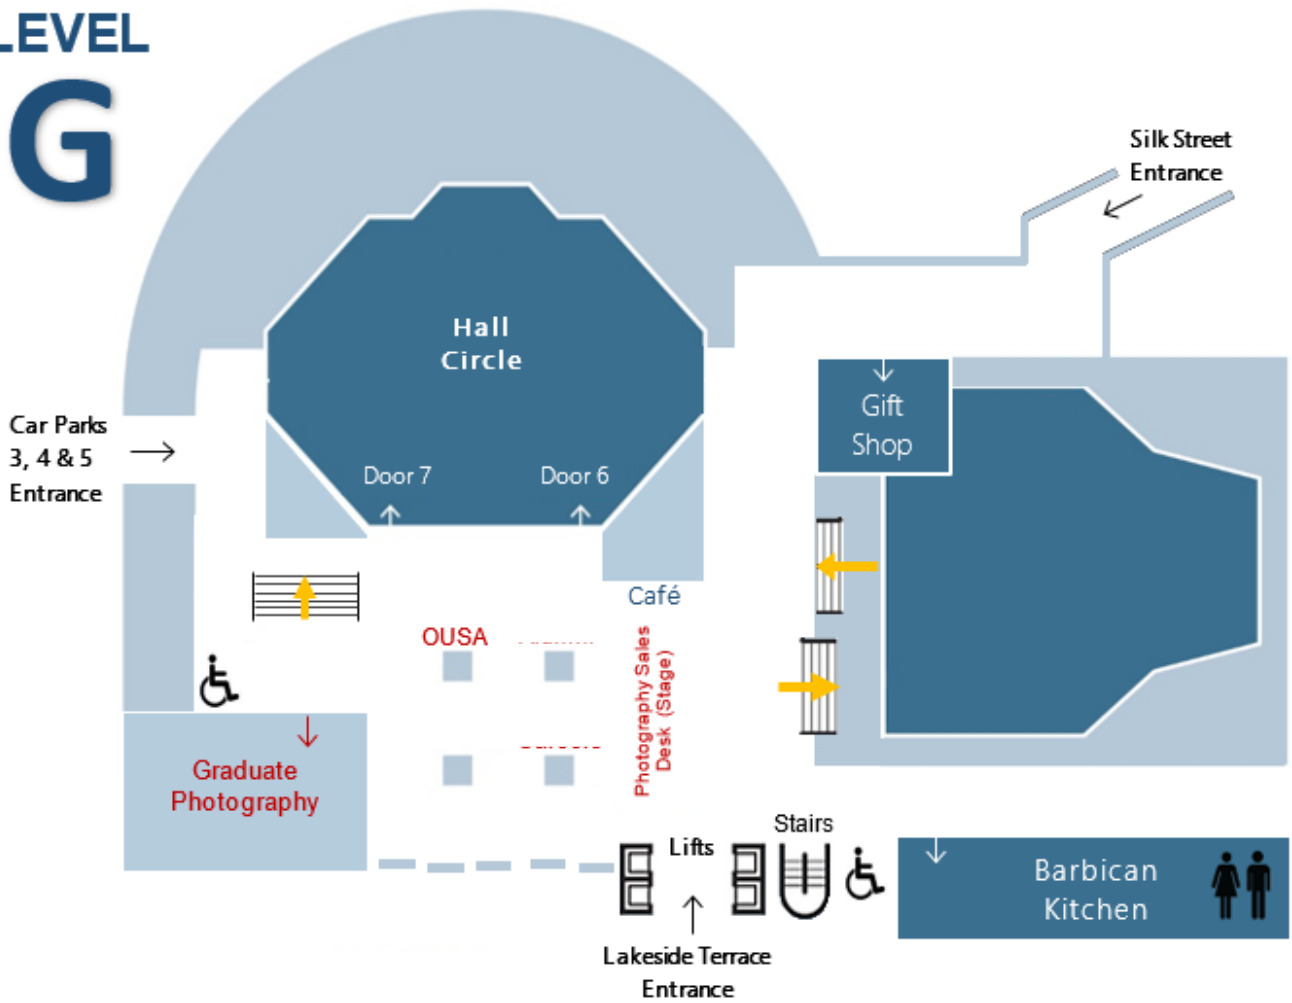 LEVEL
G
Silk Street
Entrance
Hall
Circle
Gift
Shop
Car Parks
3, 4 & 5
Entrance
Door 7
Door 6
Café
OUSA
Photography Sales
Desk (Stage)
Graduate
Photography
Stairs
Lifts
Barbican
Kitchen
Lakeside Terrace
Entrance